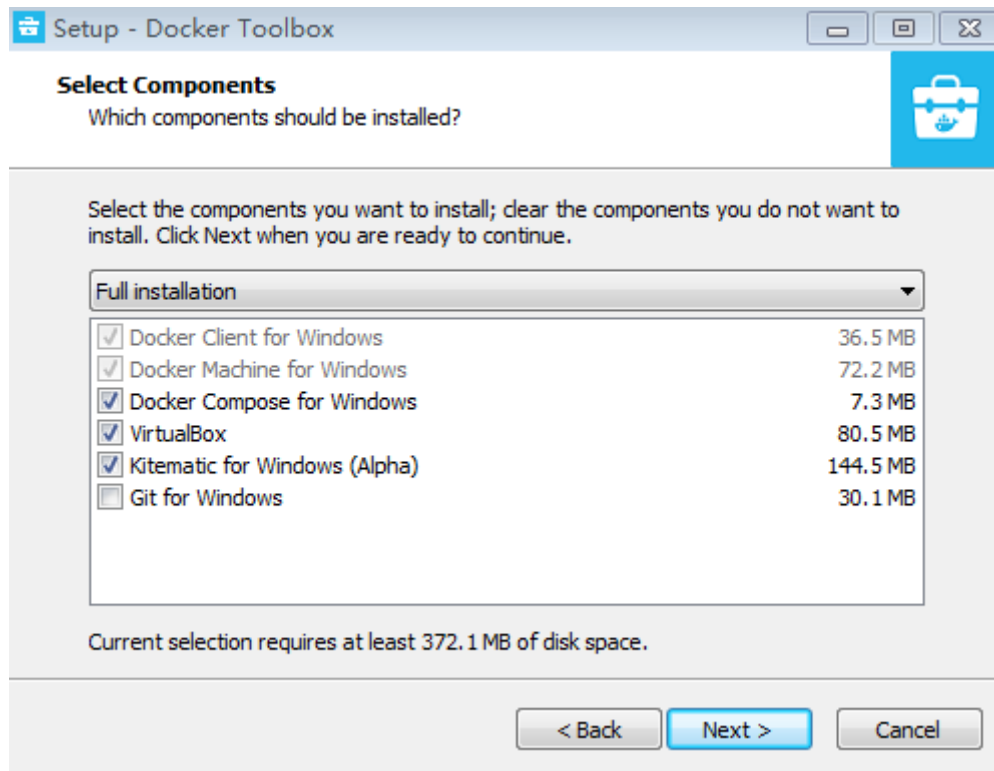 Setup - Docker Toolbox
Select Components
Which components should be installed?
Select the components you want to install; clear the components you do not want to
install. Click Next when you are ready to continue.
Full installation
Docker Client for Windows 36.5 MB
Docker Machine for Windows 72.2 MB
Docker Compose for Windows 7.3 MB
VirtualBox 80.5 MB
Kitematic for Windows (Alpha) 144.5 MB
Git for Windows 30.1 MB
Current selection requires at least 372.1 MB of disk space.
< Back Next > Cancel